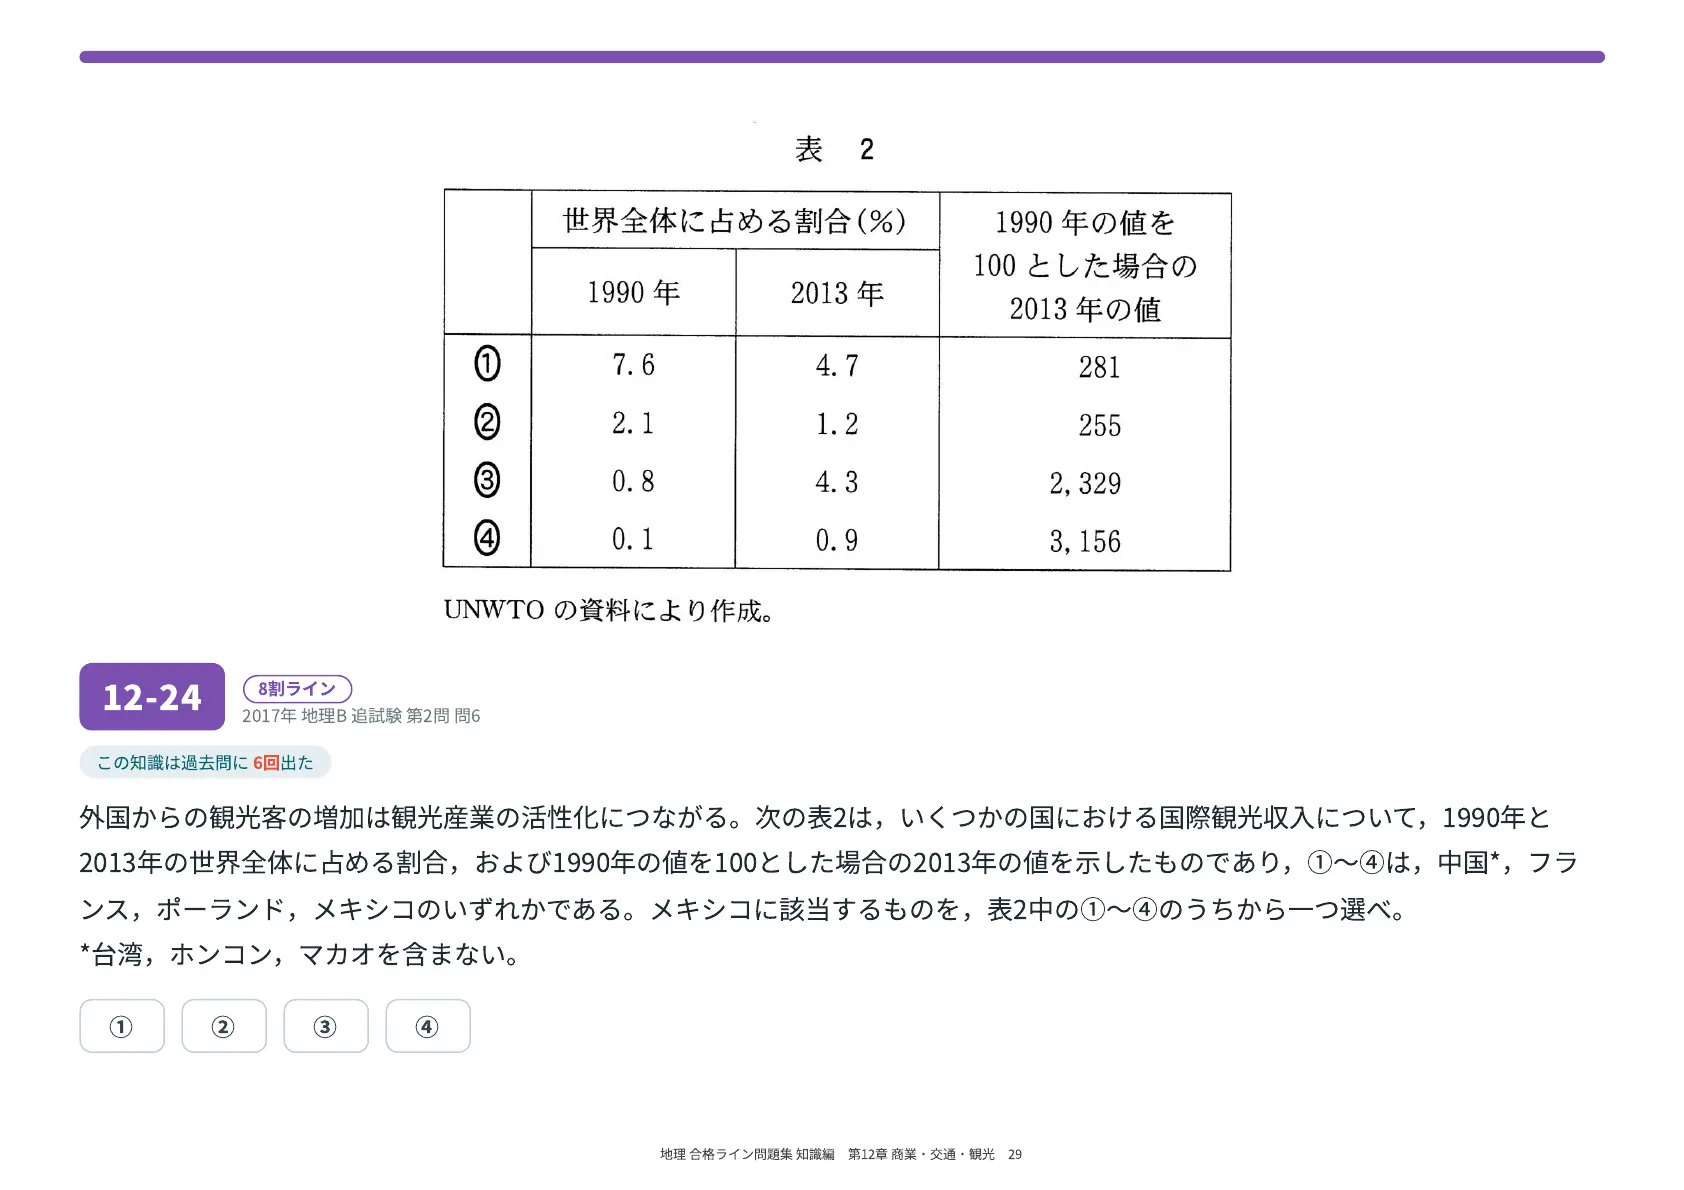 表 2
世界全体に占める割合(%)
1990 年の値を
100 とした場合の
2013 年の値
1990 年
2013 年
① 7.6 4.7 281
② 2.1 1.2 255
③ 0.8 4.3 2,329
④ 0.1 0.9 3,156
UNWTO の資料により作成。
12-24
8割ライン
2017年 地理B 追試験 第2問 問6
この知識は過去問に 6回出た
外国からの観光客の増加は観光産業の活性化につながる。次の表2は，いくつかの国における国際観光収入について，1990年と
2013年の世界全体に占める割合，および1990年の値を100とした場合の2013年の値を示したものであり，①～④は，中国*，フラ
ンス，ポーランド，メキシコのいずれかである。メキシコに該当するものを，表2中の①～④のうちから一つ選べ。
*台湾，ホンコン，マカオを含まない。
① ② ③ ④
地理 合格ライン問題集 知識編　第12章 商業・交通・観光　29